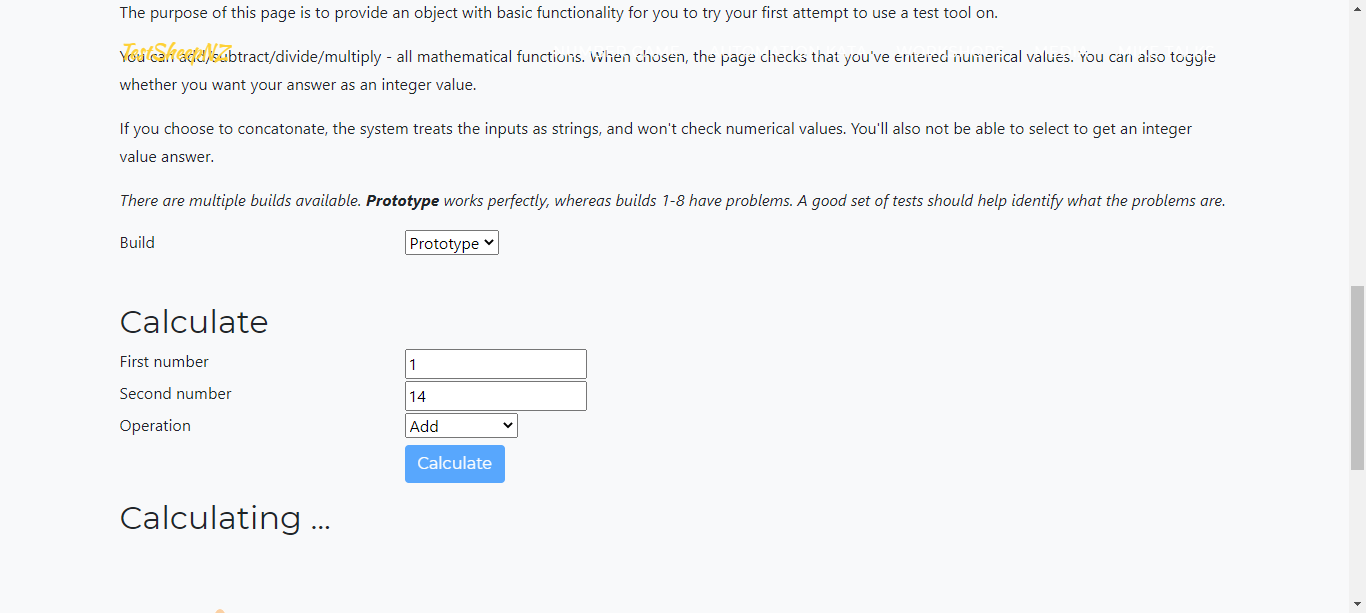 The purpose of this page is to provide an object with basic functionality for you to try your first attempt to use a test tool on.
TestSheepNZ
You can add/subtract/divide/multiply - all mathematical functions. When chosen, the page checks that you've entered numerical values. You can also toggle
whether you want your answer as an integer value.
If you choose to concatonate, the system treats the inputs as strings, and won't check numerical values. You'll also not be able to select to get an integer
value answer.
There are multiple builds available. Prototype works perfectly, whereas builds 1-8 have problems. A good set of tests should help identify what the problems are.
Build Prototype
Calculate
First number 1
Second number 14
Operation Add
Calculate
Calculating ...